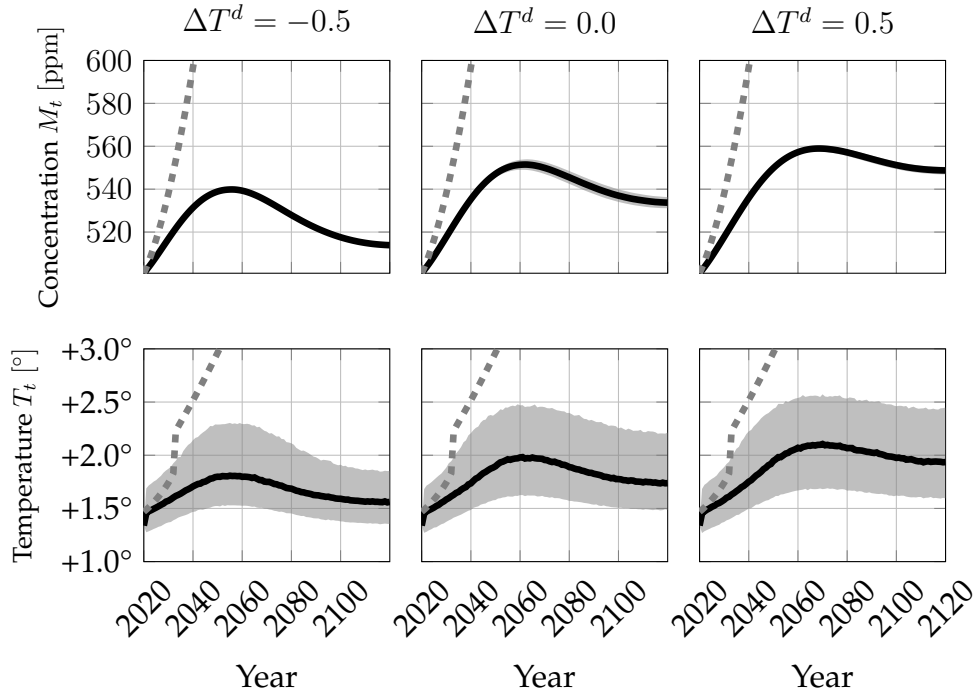 ΔT^d = −0.5
ΔT^d = 0.0
ΔT^d = 0.5
Concentration M_t [ppm]
600
580
560
540
520
Temperature T_t [°]
+3.0°
+2.5°
+2.0°
+1.5°
+1.0°
2020 2040 2060 2080 2100
2020 2040 2060 2080 2100
2020 2040 2060 2080 2100 2120
Year
Year
Year